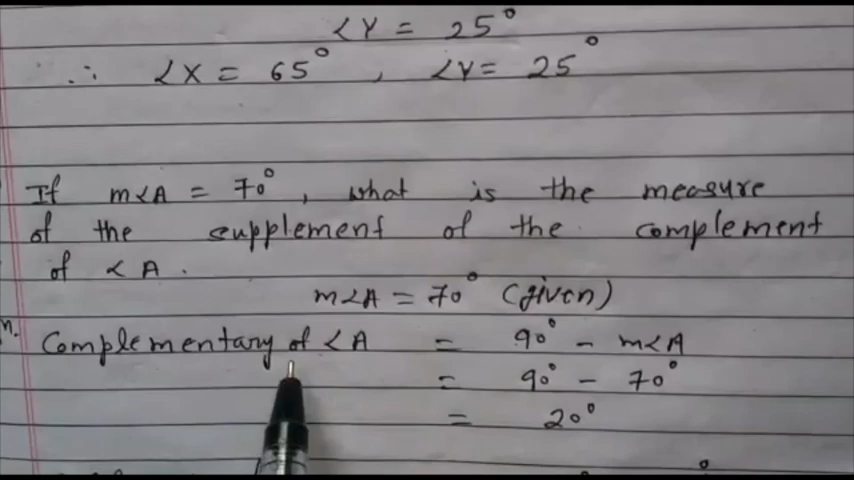 ∠Y = 25°
∴ ∠X = 65° , ∠Y = 25°
If m∠A = 70° , what is the measure
of the supplement of the complement
of ∠A .
m∠A = 70° (given)
n. Complementary of ∠A = 90° - m∠A
= 90° - 70°
= 20°